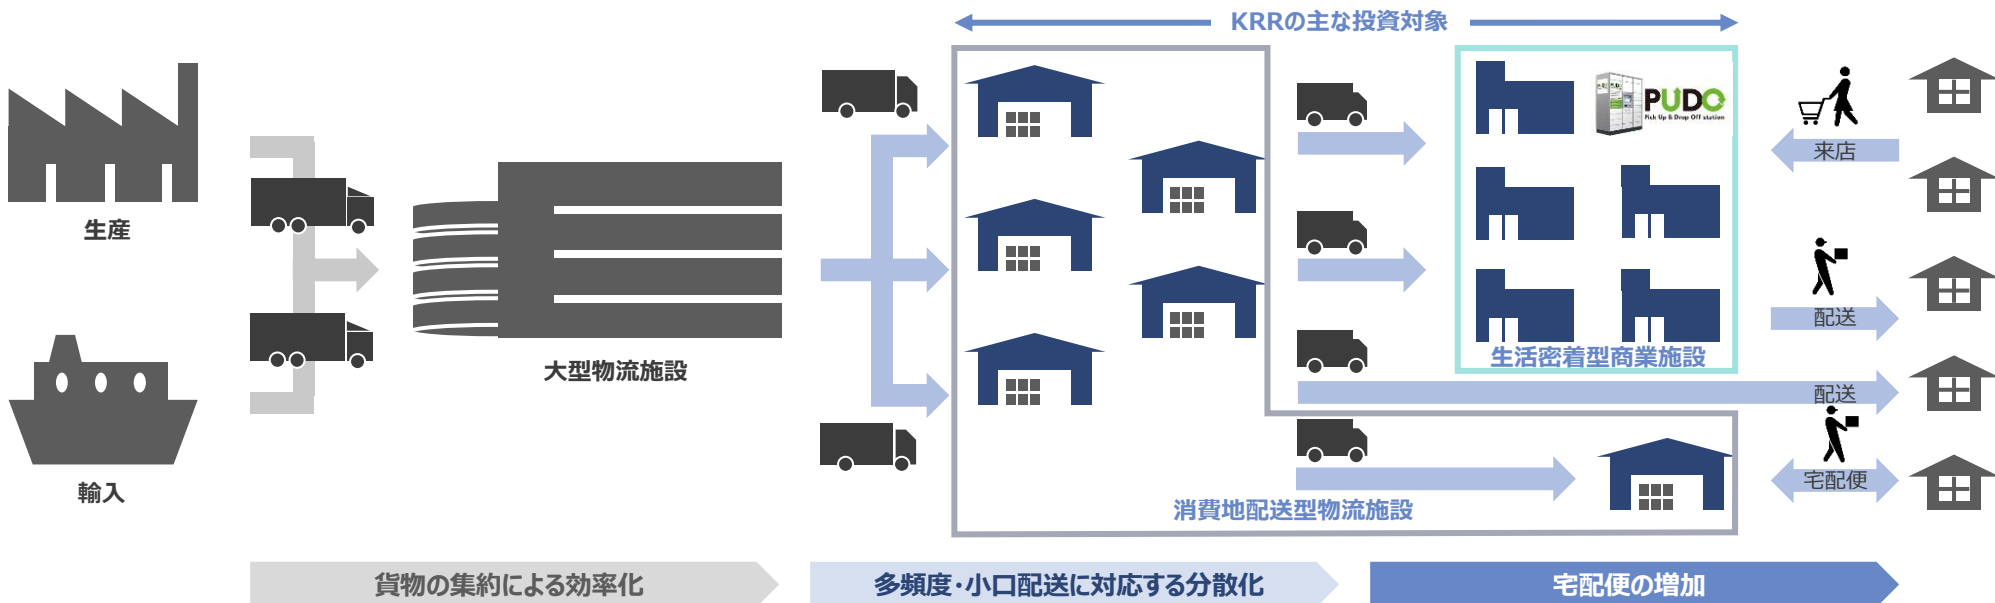 KRRの主な投資対象
PUDO
Pick Up & Drop Off station
来店
生産
配送
生活密着型商業施設
大型物流施設
配送
宅配便
輸入
消費地配送型物流施設
貨物の集約による効率化
多頻度・小口配送に対応する分散化
宅配便の増加